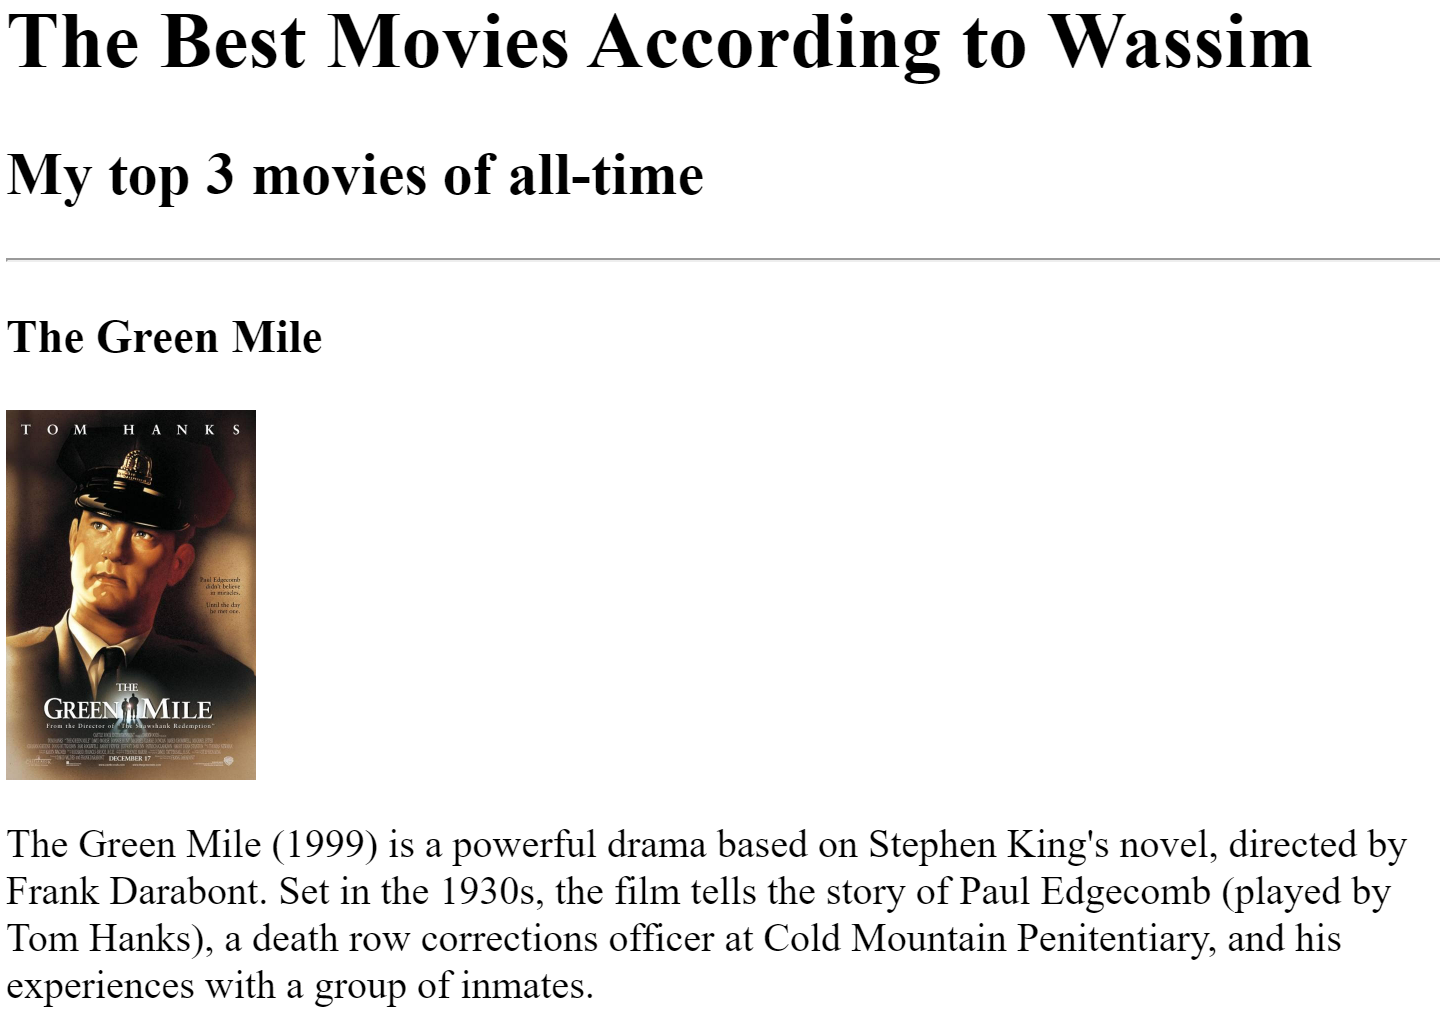 The Best Movies According to Wassim
My top 3 movies of all-time
The Green Mile
TOM HANKS
Paul Edgecomb
didn't believe
in miracles.
Until the day
he met one.
THE
GREEN MILE
From the Director of "The Shawshank Redemption"
DECEMBER 17
The Green Mile (1999) is a powerful drama based on Stephen King's novel, directed by
Frank Darabont. Set in the 1930s, the film tells the story of Paul Edgecomb (played by
Tom Hanks), a death row corrections officer at Cold Mountain Penitentiary, and his
experiences with a group of inmates.